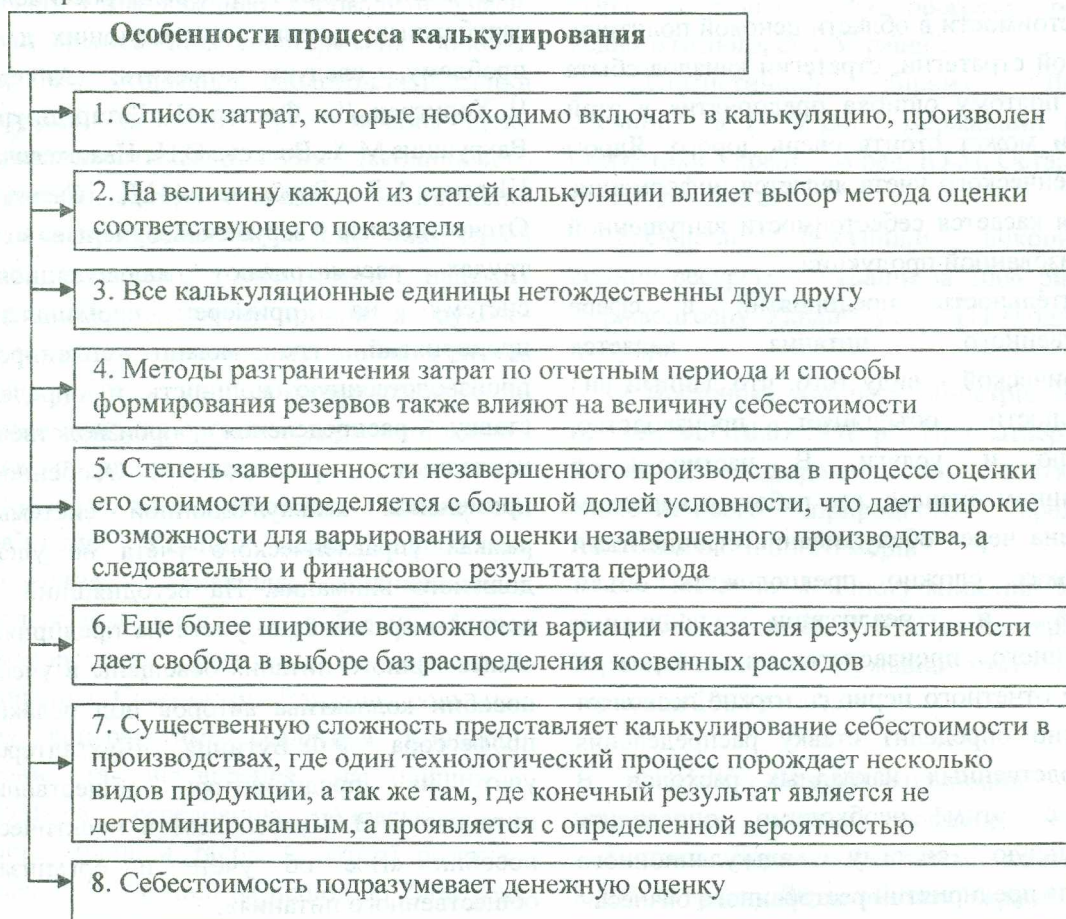 Особенности процесса калькулирования
1. Список затрат, которые необходимо включать в калькуляцию, произволен
2. На величину каждой из статей калькуляции влияет выбор метода оценки
соответствующего показателя
3. Все калькуляционные единицы нетождественны друг другу
4. Методы разграничения затрат по отчетным периода и способы
формирования резервов также влияют на величину себестоимости
5. Степень завершенности незавершенного производства в процессе оценки
его стоимости определяется с большой долей условности, что дает широкие
возможности для варьирования оценки незавершенного производства, а
следовательно и финансового результата периода
6. Еще более широкие возможности вариации показателя результативности
дает свобода в выборе баз распределения косвенных расходов
7. Существенную сложность представляет калькулирование себестоимости в
производствах, где один технологический процесс порождает несколько
видов продукции, а так же там, где конечный результат является не
детерминированным, а проявляется с определенной вероятностью
8. Себестоимость подразумевает денежную оценку